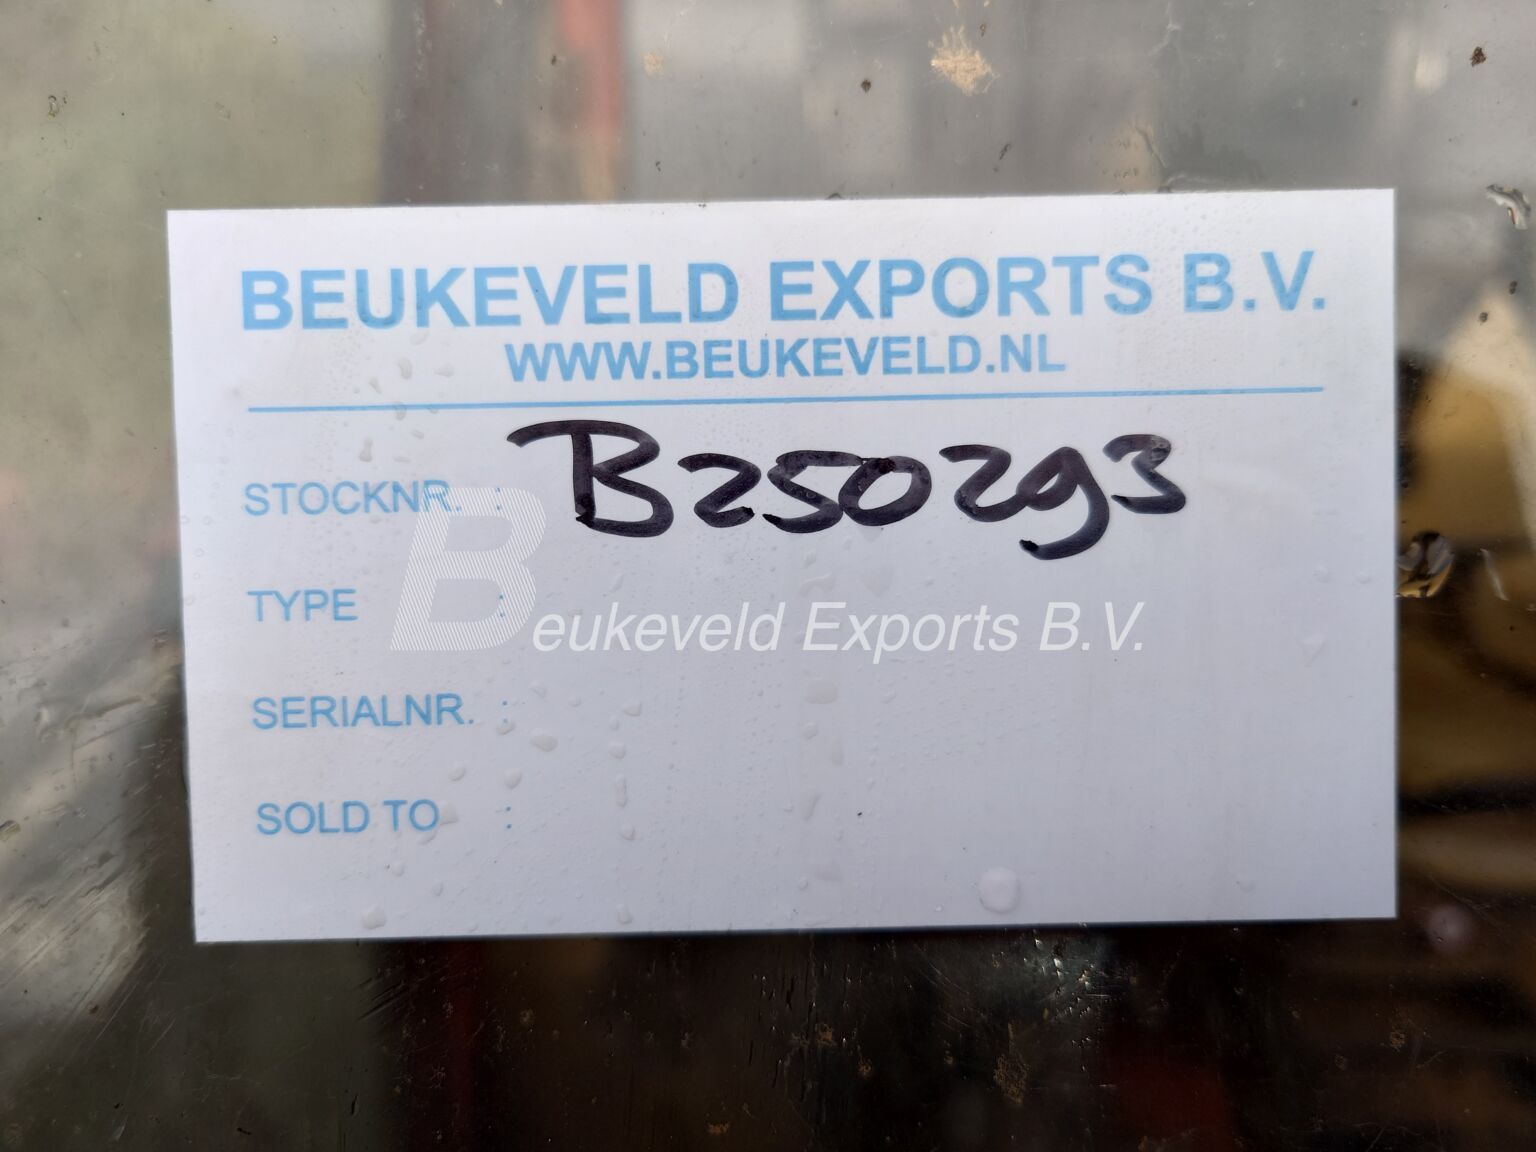 BEUKEVELD EXPORTS B.V.
WWW.BEUKEVELD.NL
STOCKNR. : B250293
TYPE :
Beukeveld Exports B.V.
SERIALNR. :
SOLD TO :